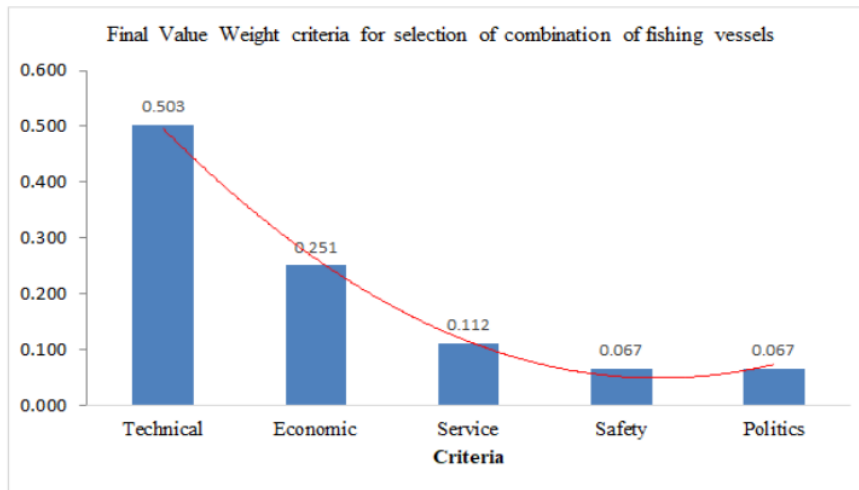 Final Value Weight criteria for selection of combination of fishing vessels
0.600
0.500
0.400
0.300
0.200
0.100
0.000
0.503
0.251
0.112
0.067
0.067
Technical
Economic
Service
Safety
Politics
Criteria